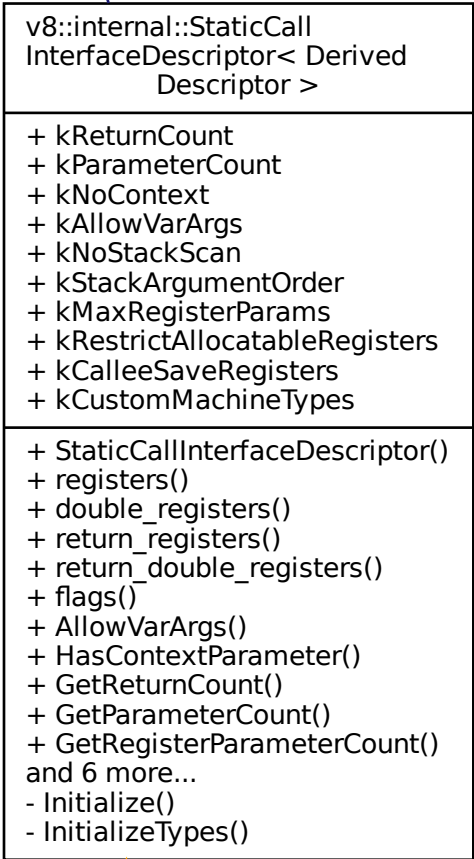 v8::internal::StaticCall
InterfaceDescriptor< Derived
Descriptor >
+ kReturnCount
+ kParameterCount
+ kNoContext
+ kAllowVarArgs
+ kNoStackScan
+ kStackArgumentOrder
+ kMaxRegisterParams
+ kRestrictAllocatableRegisters
+ kCalleeSaveRegisters
+ kCustomMachineTypes
+ StaticCallInterfaceDescriptor()
+ registers()
+ double_registers()
+ return_registers()
+ return_double_registers()
+ flags()
+ AllowVarArgs()
+ HasContextParameter()
+ GetReturnCount()
+ GetParameterCount()
+ GetRegisterParameterCount()
and 6 more...
- Initialize()
- InitializeTypes()